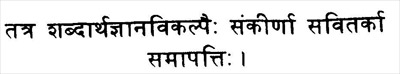 तत्र शब्दार्थज्ञानविकल्पैः संकीर्णा सवितर्का
समापत्तिः ।